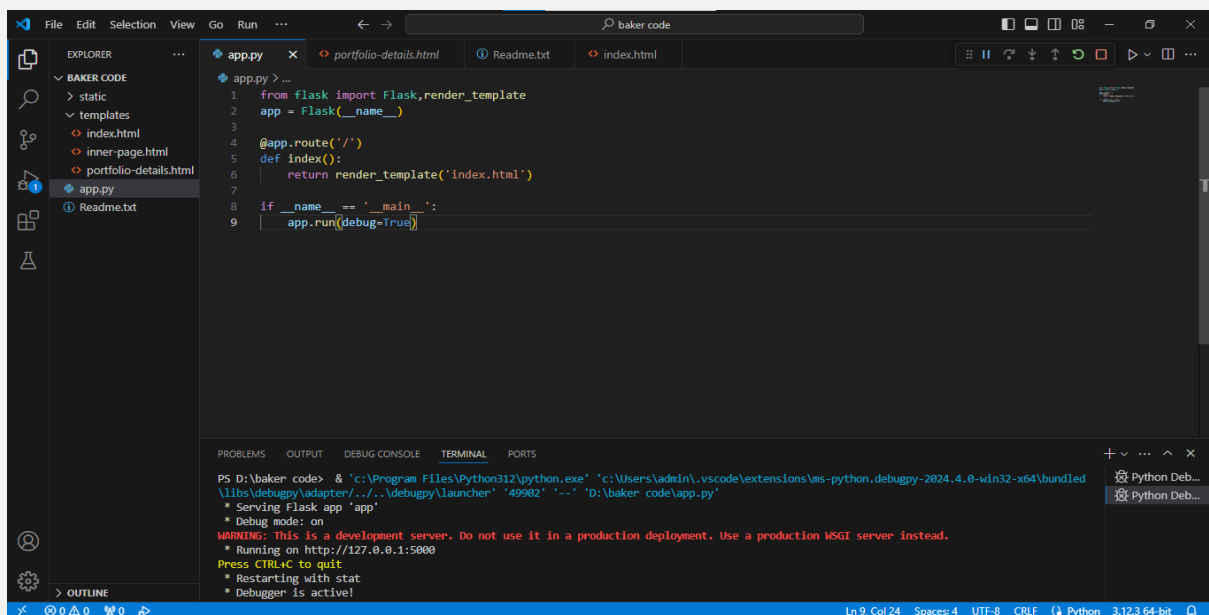 File Edit Selection View Go Run ··· baker code
EXPLORER ···
BAKER CODE
static
templates
index.html
inner-page.html
portfolio-details.html
app.py
Readme.txt
OUTLINE
app.py portfolio-details.html Readme.txt index.html
app.py > ...
1 from flask import Flask,render_template
2 app = Flask(__name__)
3
4 @app.route('/')
5 def index():
6 return render_template('index.html')
7
8 if __name__ == '__main__':
9 app.run(debug=True)
PROBLEMS OUTPUT DEBUG CONSOLE TERMINAL PORTS
PS D:\baker code> & 'c:\Program Files\Python312\python.exe' 'c:\Users\admin\.vscode\extensions\ms-python.debugpy-2024.4.0-win32-x64\bundled
\libs\debugpy\adapter/../..\debugpy\launcher' '49902' '--' 'D:\baker code\app.py'
* Serving Flask app 'app'
* Debug mode: on
WARNING: This is a development server. Do not use it in a production deployment. Use a production WSGI server instead.
* Running on http://127.0.0.1:5000
Press CTRL+C to quit
* Restarting with stat
* Debugger is active!
Python Deb...
Python Deb...
1
0 0 0 Ln 9, Col 24 Spaces: 4 UTF-8 CRLF Python 3.12.3 64-bit